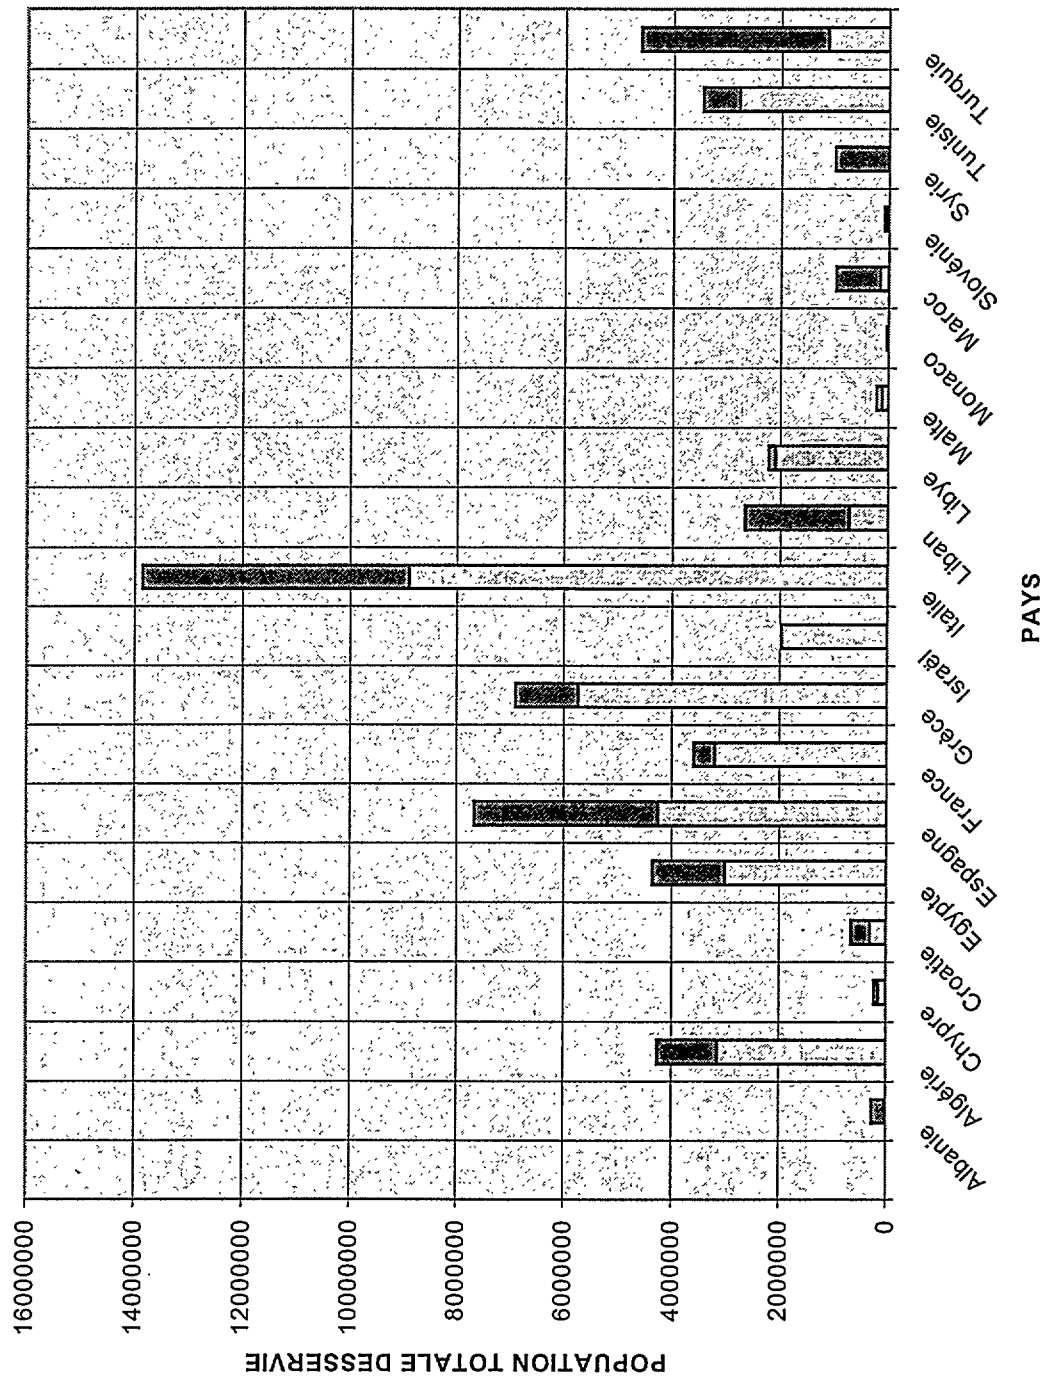 POPUATION TOTALE DESSERVIE
16000000
14000000
12000000
10000000
8000000
6000000
4000000
2000000
0
Albanie
Algérie
Chypre
Croatie
Egypte
Espagne
France
Grèce
Israël
Italie
Liban
Libye
Malte
Monaco
Maroc
Slovénie
Syrie
Tunisie
Turquie
PAYS